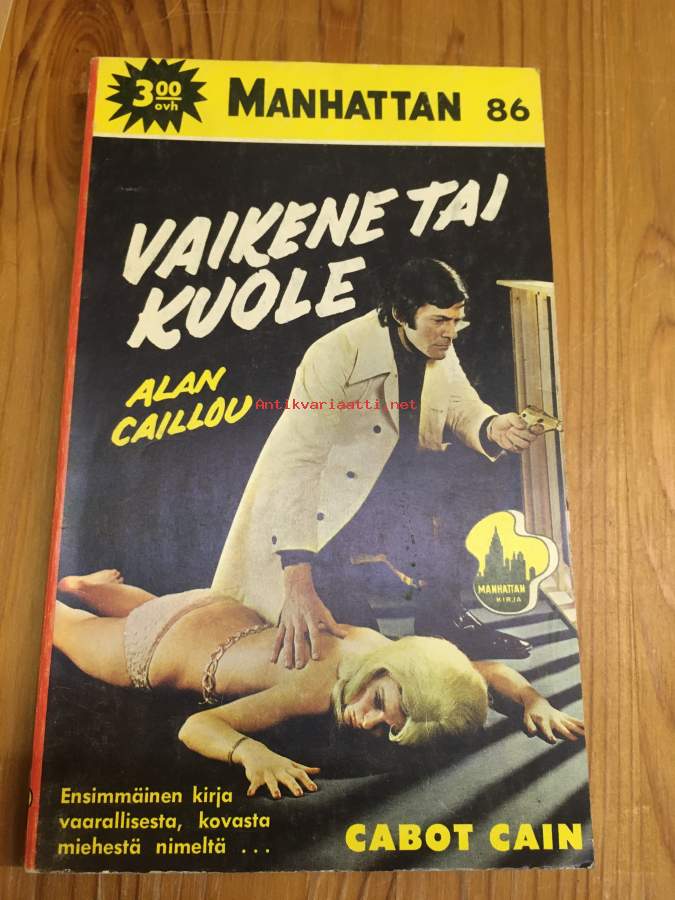 3.00
ovh
MANHATTAN 86
VAIKENE TAI
KUOLE
ALAN
CAILLOU
Antikvariaatti.net
MANHATTAN
KIRJA
Ensimmäinen kirja
vaarallisesta, kovasta
miehestä nimeltä ...
CABOT CAIN